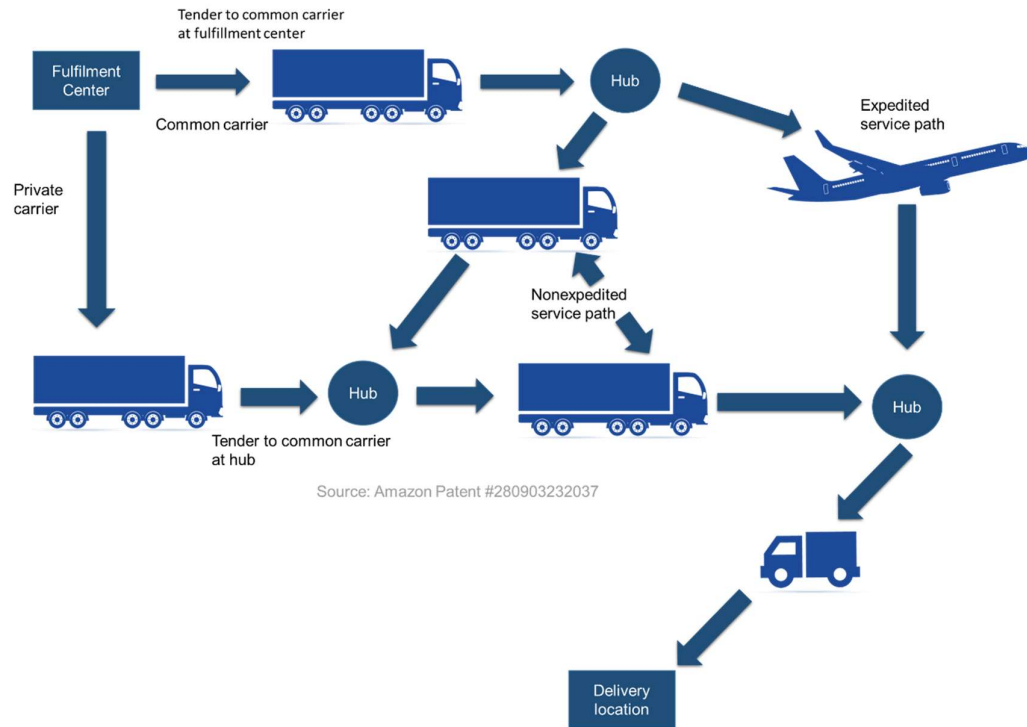 Tender to common carrier
at fulfillment center
Fulfilment
Center
Hub
Common carrier
Expedited
service path
Private
carrier
Nonexpedited
service path
Hub
Hub
Tender to common carrier
at hub
Source: Amazon Patent #280903232037
Delivery
location